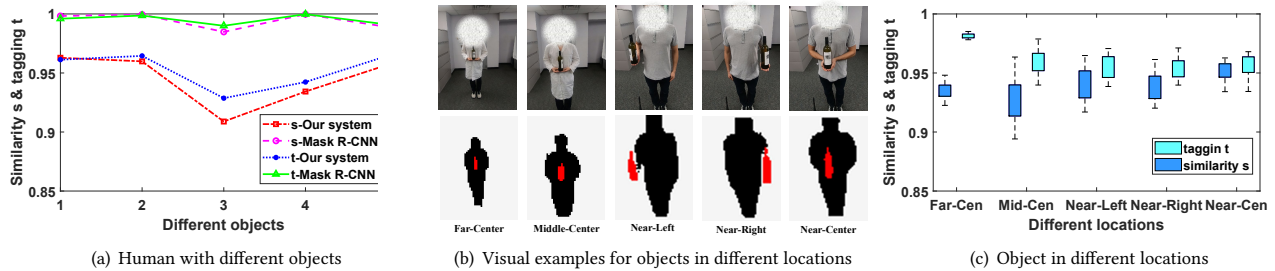 Similarity s & tagging t
1
0.95
0.9
0.85
1
2
3
4
s-Our system
s-Mask R-CNN
t-Our system
t-Mask R-CNN
Different objects
(a) Human with different objects
Far-Center
Middle-Center
Near-Left
Near-Right
Near-Center
(b) Visual examples for objects in different locations
Similarity s & tagging t
1
0.95
0.9
0.85
taggin t
similarity s
Far-Cen
Mid-Cen
Near-Left
Near-Right
Near-Cen
Different locations
(c) Object in different locations